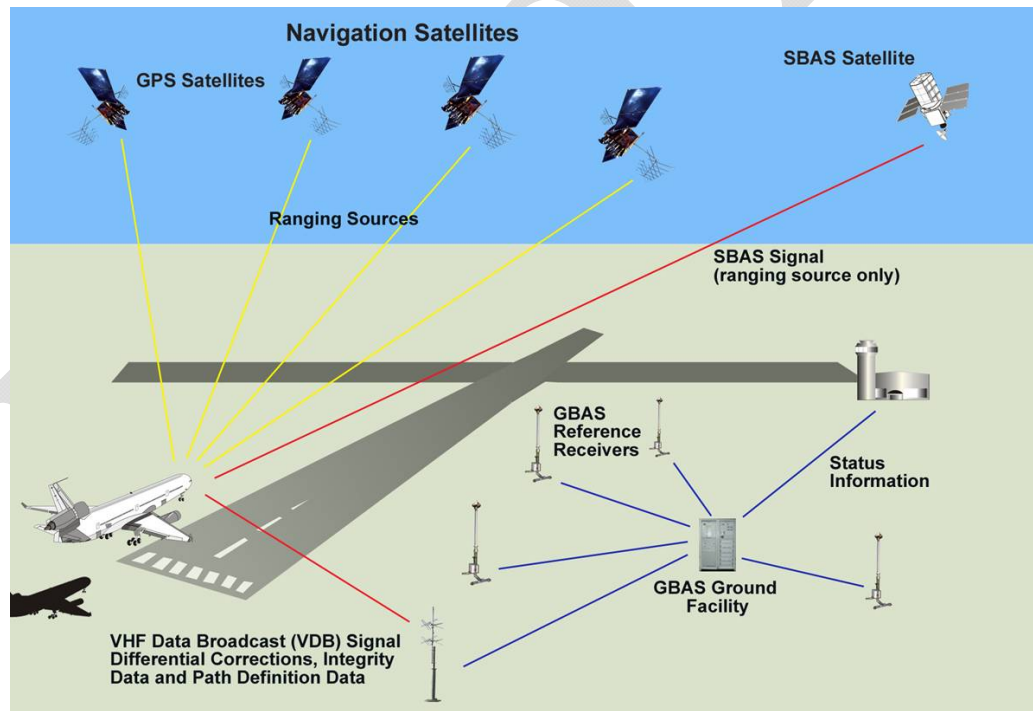 Navigation Satellites
GPS Satellites
SBAS Satellite
Ranging Sources
SBAS Signal
(ranging source only)
GBAS
Reference
Receivers
Status
Information
GBAS Ground
Facility
VHF Data Broadcast (VDB) Signal
Differential Corrections, Integrity
Data and Path Definition Data